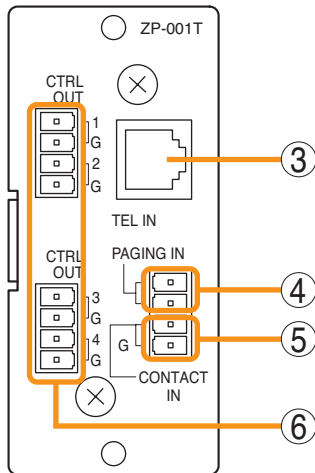 ZP-001T
CTRL
OUT
1
G
2
G
③
TEL IN
CTRL
OUT
PAGING IN
④
3
G
4
G
G
⑤
CONTACT
IN
⑥